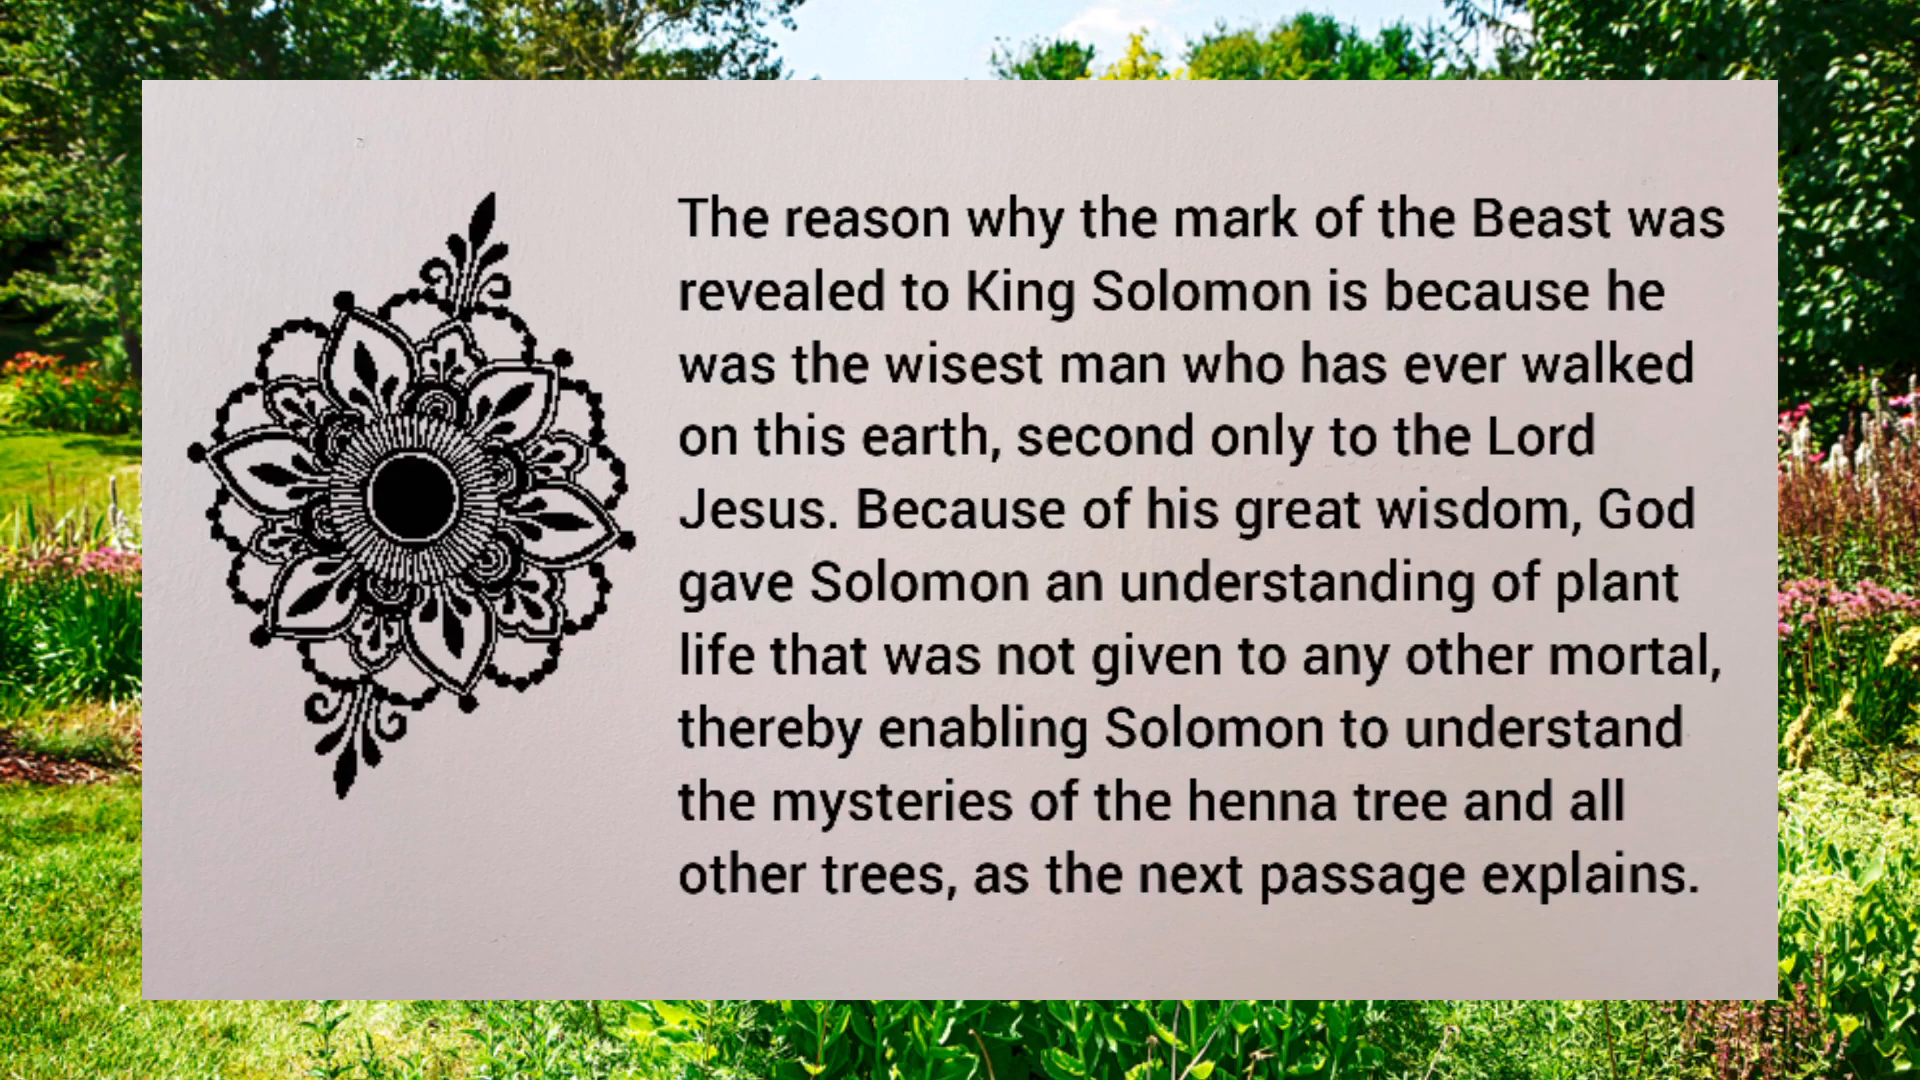 The reason why the mark of the Beast was
revealed to King Solomon is because he
was the wisest man who has ever walked
on this earth, second only to the Lord
Jesus. Because of his great wisdom, God
gave Solomon an understanding of plant
life that was not given to any other mortal,
thereby enabling Solomon to understand
the mysteries of the henna tree and all
other trees, as the next passage explains.